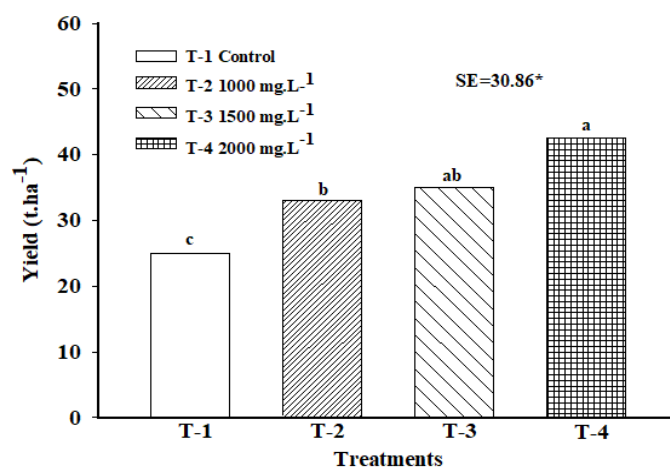 60
50
40
30
20
10
0
Yield (t.ha⁻¹)
T-1 Control
T-2 1000 mg.L-¹
T-3 1500 mg.L⁻¹
T-4 2000 mg.L⁻¹
SE=30.86*
c
b
ab
a
T-1 T-2 T-3 T-4
Treatments